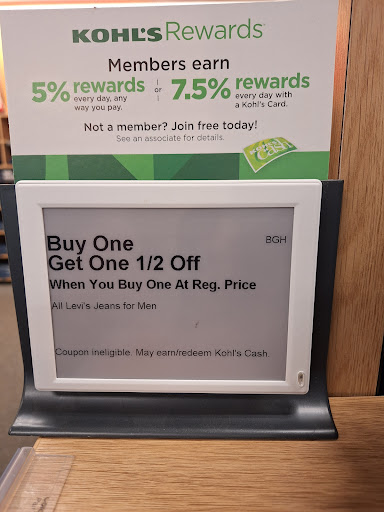 KOHL'S Rewards
Members earn
5% rewards every day, any way you pay.
or
7.5% rewards every day with a Kohl's Card.
Not a member? Join free today!
See an associate for details.
Cash
Buy One
BGH
Get One 1/2 Off
When You Buy One At Reg. Price
All Levi's Jeans for Men
Coupon ineligible. May earn/redeem Kohl's Cash.